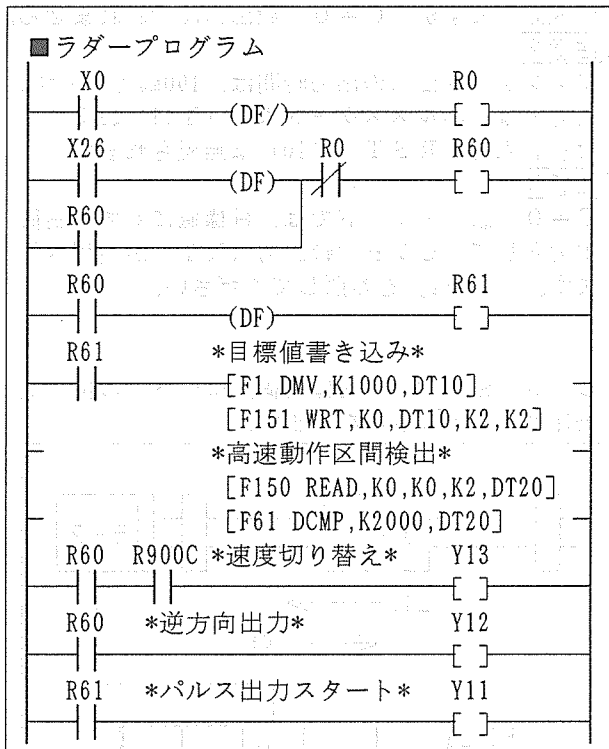 ■ラダープログラム
X0 R0
(DF/) [ ]
X26 R0 R60
(DF) [ ]
R60
R60 R61
(DF) [ ]
R61 *目標値書き込み*
[F1 DMV,K1000,DT10]
[F151 WRT,K0,DT10,K2,K2]
*高速動作区間検出*
[F150 READ,K0,K0,K2,DT20]
[F61 DCMP,K2000,DT20]
R60 R900C *速度切り替え* Y13
[ ]
R60 *逆方向出力* Y12
[ ]
R61 *パルス出力スタート* Y11
[ ]